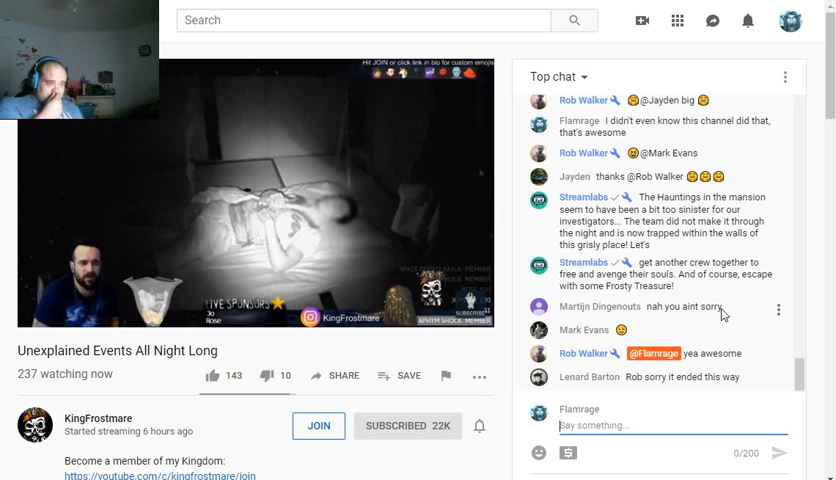 Search
Hit JOIN or click link in bio for custom emojis
Top chat
Rob Walker @Jayden big
Flamrage I didn't even know this channel did that,
that's awesome
Rob Walker @Mark Evans
Jayden thanks @Rob Walker
Streamlabs The Hauntings in the mansion
seem to have been a bit too sinister for our
investigators... The team did not make it through
the night and is now trapped within the walls of
this grisly place! Let's
Streamlabs get another crew together to
free and avenge their souls. And of course, escape
with some Frosty Treasure!
Martijn Dingenouts nah you aint sorry
Mark Evans
Rob Walker @Flamrage yea awesome
Lenard Barton Rob sorry it ended this way
Flamrage
Say something...
0/200
LIVE SPONSORS
Jo
Rose
KingFrostmare
SUBSCRIBE
MEMBER
Unexplained Events All Night Long
237 watching now
143
10
SHARE
SAVE
KingFrostmare
Started streaming 6 hours ago
JOIN
SUBSCRIBED 22K
Become a member of my Kingdom:
https://youtube.com/c/kingfrostmare/join